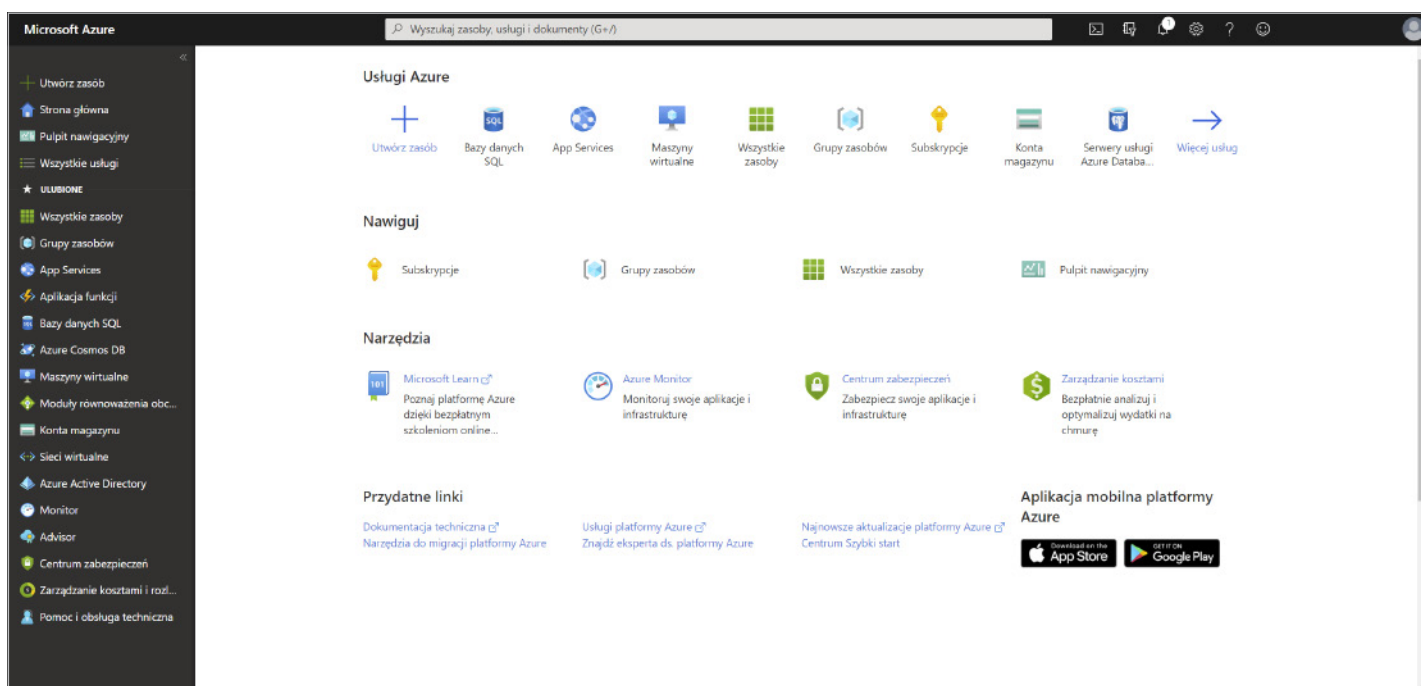 Microsoft Azure
Wyszukaj zasoby, usługi i dokumenty (G+/)
1
«
Utwórz zasób
Strona główna
Pulpit nawigacyjny
Wszystkie usługi
ULUBIONE
Wszystkie zasoby
Grupy zasobów
App Services
Aplikacja funkcji
Bazy danych SQL
Azure Cosmos DB
Maszyny wirtualne
Moduły równoważenia obc...
Konta magazynu
Sieci wirtualne
Azure Active Directory
Monitor
Advisor
Centrum zabezpieczeń
Zarządzanie kosztami i rozl...
Pomoc i obsługa techniczna
Usługi Azure
SQL
Utwórz zasób
Bazy danych
SQL
App Services
Maszyny
wirtualne
Wszystkie
zasoby
Grupy zasobów
Subskrypcje
Konta
magazynu
Serwery usługi
Azure Databa...
Więcej usług
Nawiguj
Subskrypcje
Grupy zasobów
Wszystkie zasoby
Pulpit nawigacyjny
Narzędzia
101
Microsoft Learn
Poznaj platformę Azure
dzięki bezpłatnym
szkoleniom online...
Azure Monitor
Monitoruj swoje aplikacje i
infrastrukturę
Centrum zabezpieczeń
Zabezpiecz swoje aplikacje i
infrastrukturę
Zarządzanie kosztami
Bezpłatnie analizuj i
optymalizuj wydatki na
chmurę
Przydatne linki
Dokumentacja techniczna
Narzędzia do migracji platformy Azure
Usługi platformy Azure
Znajdź eksperta ds. platformy Azure
Najnowsze aktualizacje platformy Azure
Centrum Szybki start
Aplikacja mobilna platformy
Azure
Download on the
App Store
GET IT ON
Google Play